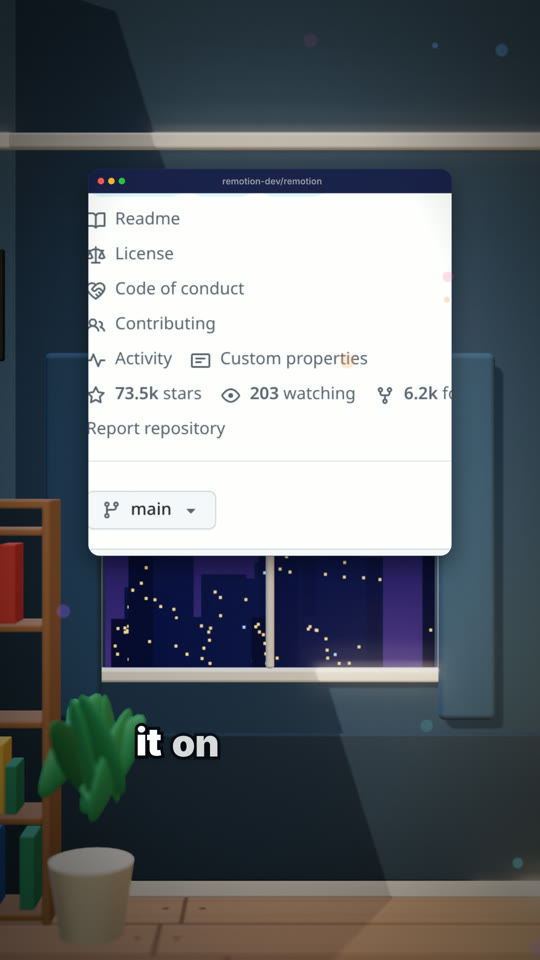 remotion-dev/remotion
Readme
License
Code of conduct
Contributing
Activity Custom properties
73.5k stars 203 watching 6.2k
Report repository
main
it on